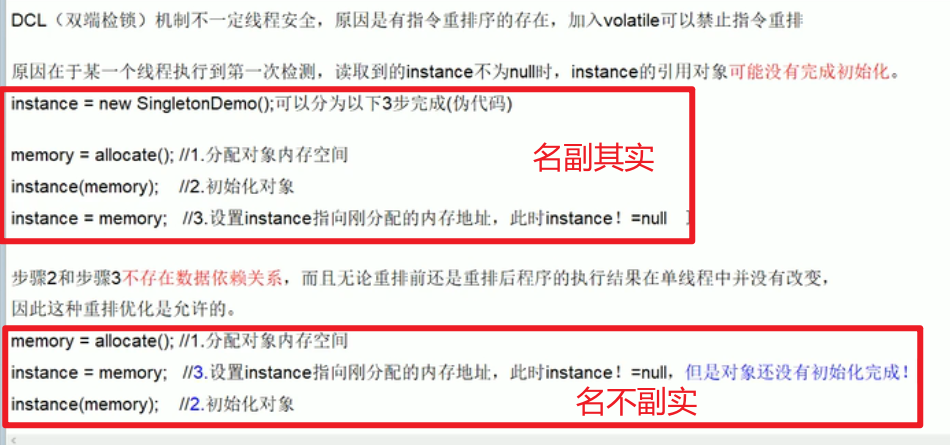 DCL（双端检锁）机制不一定线程安全，原因是有指令重排序的存在，加入volatile可以禁止指令重排
原因在于某一个线程执行到第一次检测，读取到的instance不为null时，instance的引用对象可能没有完成初始化。
instance = new SingletonDemo();可以分为以下3步完成(伪代码)
memory = allocate(); //1.分配对象内存空间
名副其实
instance(memory); //2.初始化对象
instance = memory; //3.设置instance指向刚分配的内存地址，此时instance！=null
步骤2和步骤3不存在数据依赖关系，而且无论重排前还是重排后程序的执行结果在单线程中并没有改变，
因此这种重排优化是允许的。
memory = allocate(); //1.分配对象内存空间
instance = memory; //3.设置instance指向刚分配的内存地址，此时instance！=null，但是对象还没有初始化完成！
instance(memory); //2.初始化对象
名不副实